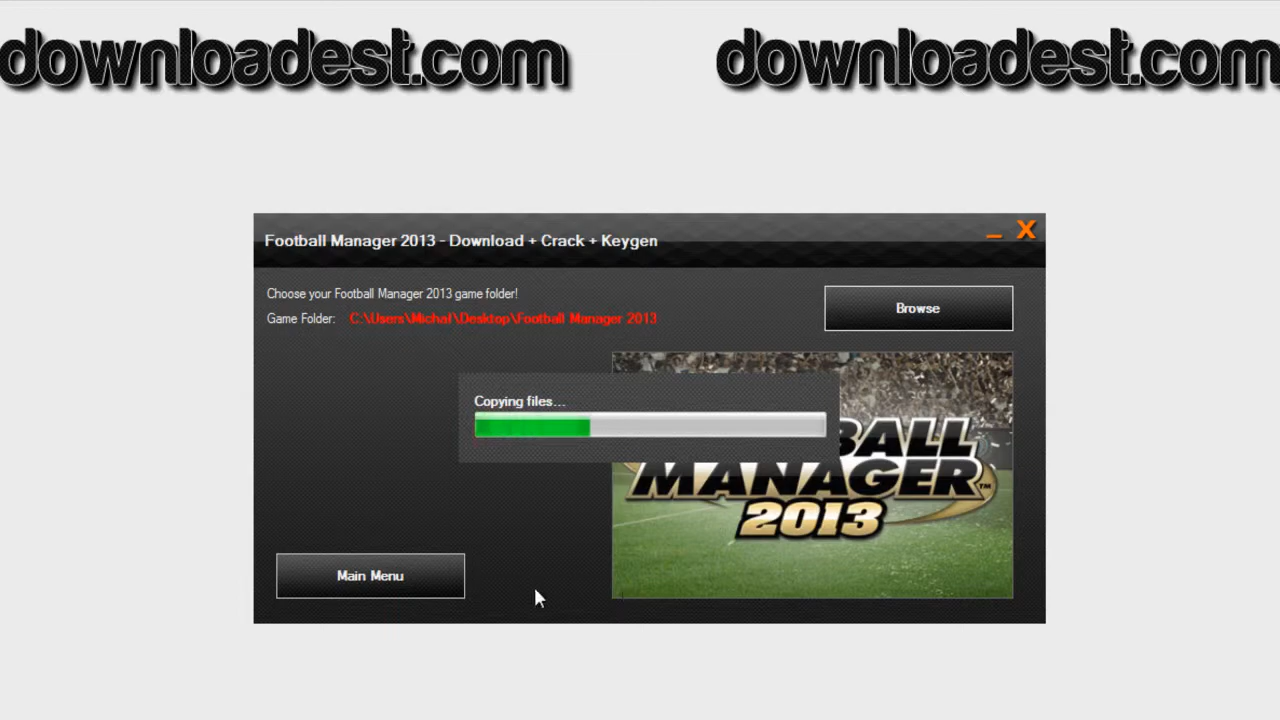 downloadest.com downloadest.com
Football Manager 2013 - Download + Crack + Keygen
Choose your Football Manager 2013 game folder!
Browse
Game Folder: C:\Users\Michal\Desktop\Football Manager 2013
Copying files...
BALL
MANAGER™
2013
Main Menu